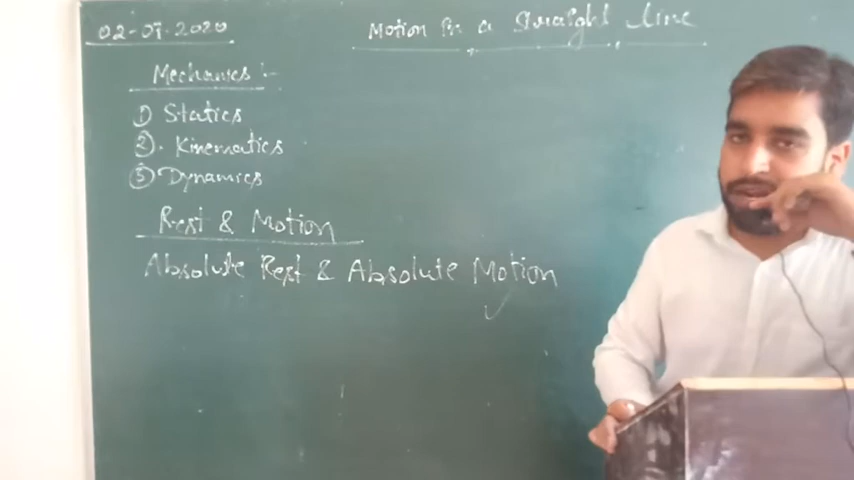 02-07-2020
Motion in a Straight line
Mechanics :-
① Statics
②. Kinematics
③ Dynamics
Rest & Motion
Absolute Rest & Absolute Motion